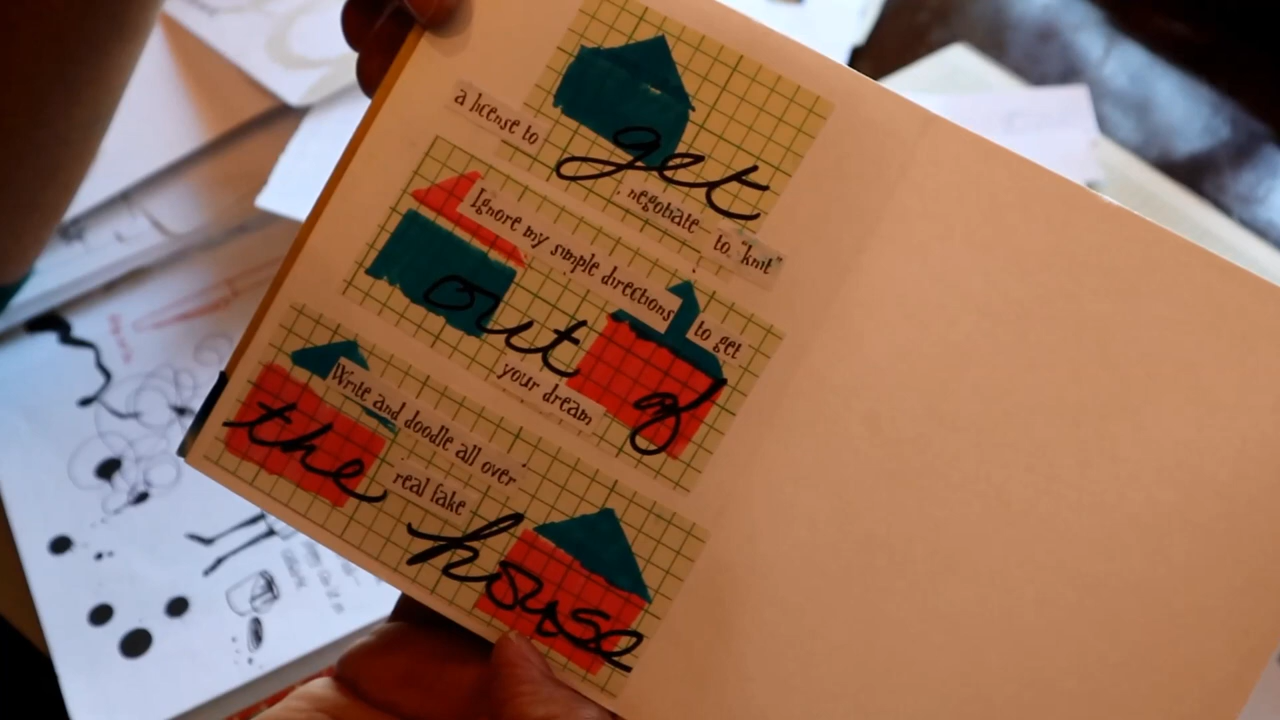 a license to
get
negotiate to "knit"
Ignore my simple directions to get
out of
your dream
Write and doodle all over
the
real fake
house